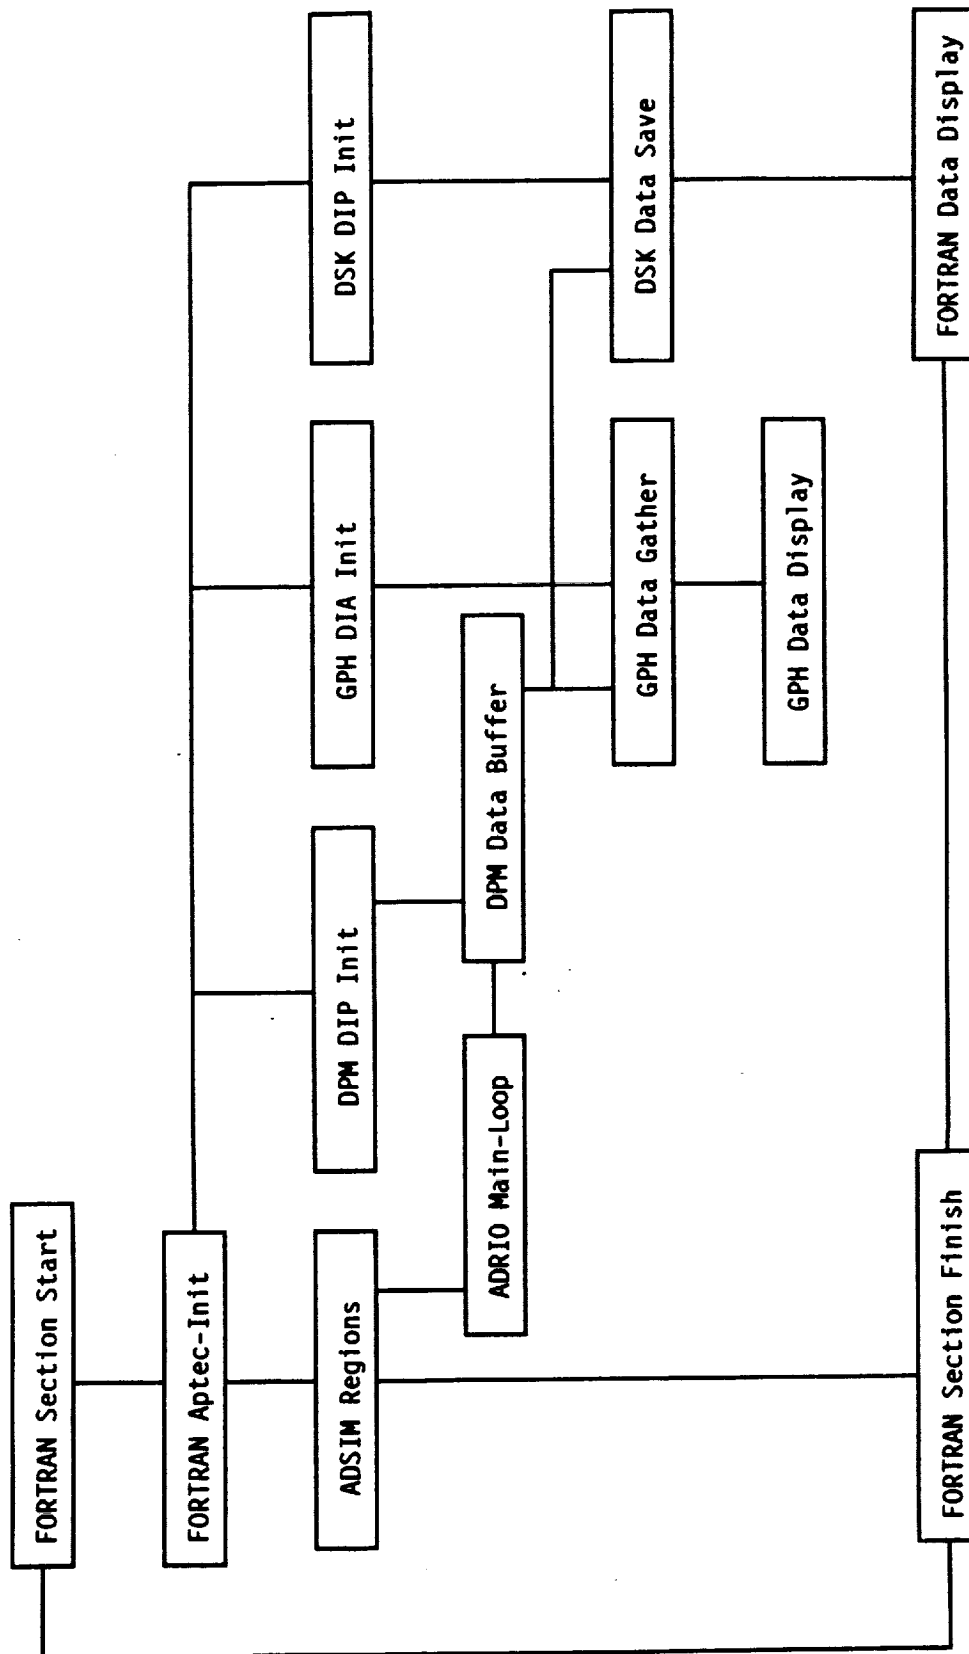 FORTRAN Section Start
FORTRAN Aptec-Init
ADSIM Regions
DPM DIP Init
GPH DIA Init
DSK DIP Init
ADRIO Main-Loop
DPM Data Buffer
GPH Data Gather
DSK Data Save
GPH Data Display
FORTRAN Section Finish
FORTRAN Data Display